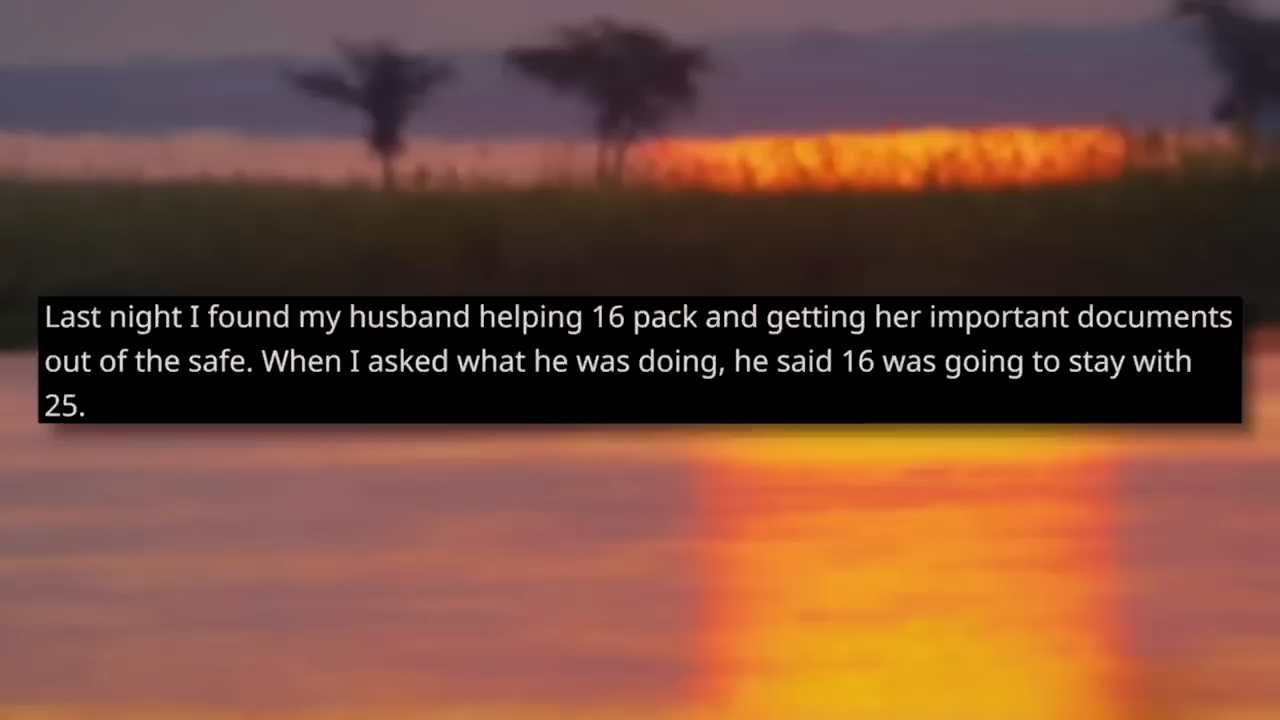 Last night I found my husband helping 16 pack and getting her important documents
out of the safe. When I asked what he was doing, he said 16 was going to stay with
25.